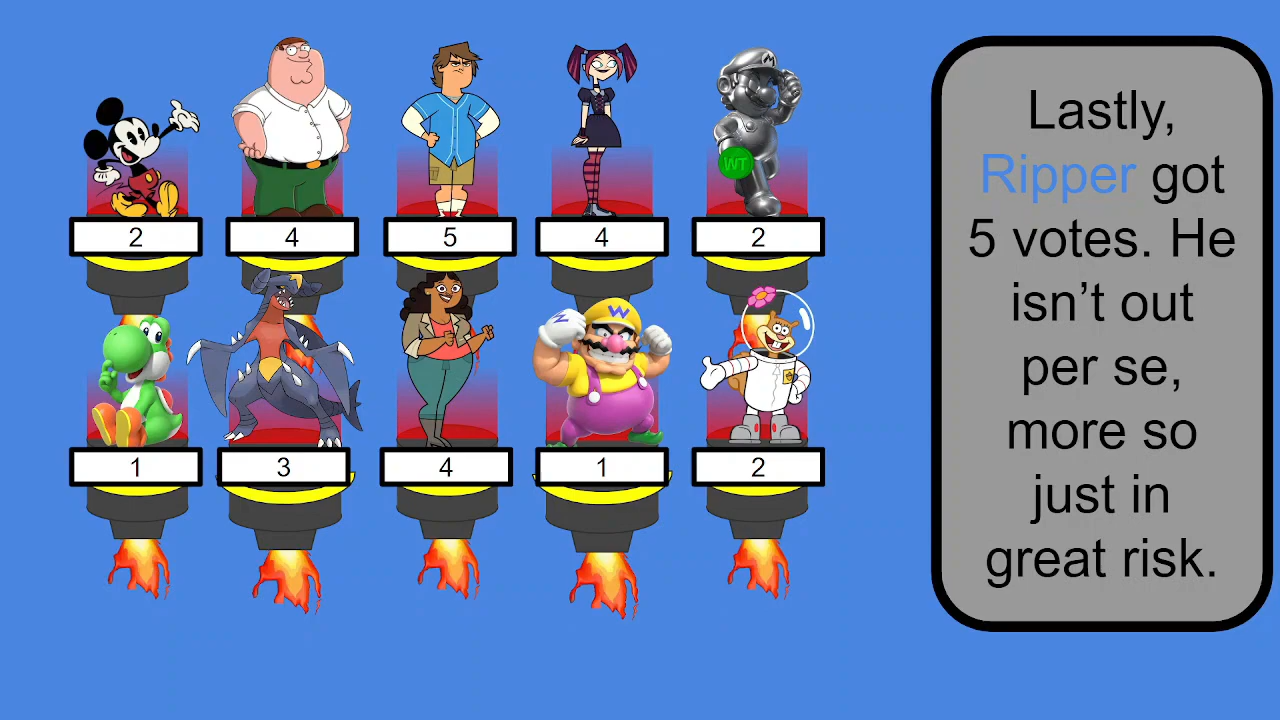 WT
2 4 5 4 2
1 3 4 1 2
Lastly,
Ripper got
5 votes. He
isn’t out
per se,
more so
just in
great risk.